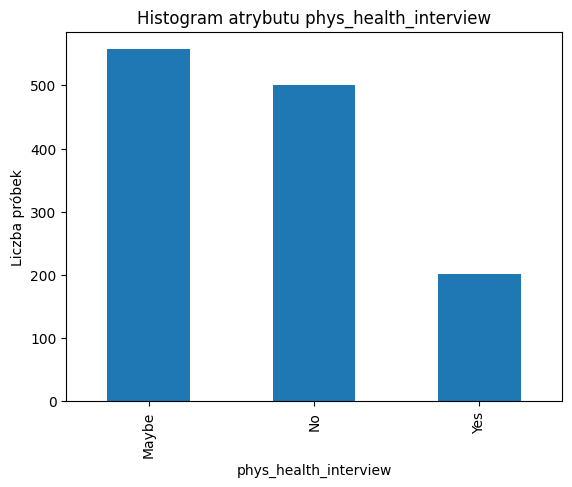 Histogram atrybutu phys_health_interview
Liczba próbek
500
400
300
200
100
0
Maybe
No
Yes
phys_health_interview